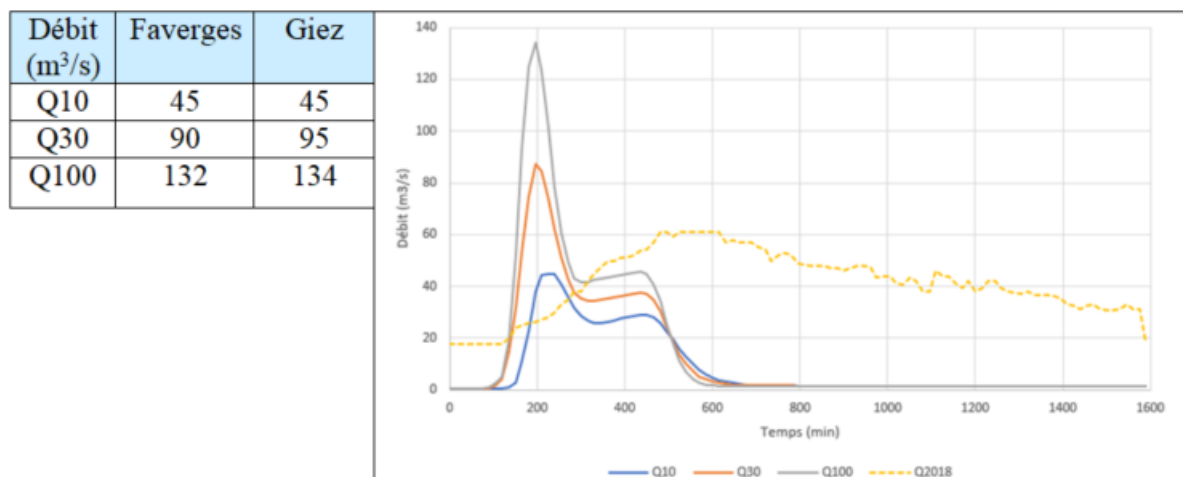 Débit (m³/s) Faverges Giez
Q10 45 45
Q30 90 95
Q100 132 134
140
120
100
80
60
40
20
0
Débit (m3/s)
0 200 400 600 800 1000 1200 1400 1600
Temps (min)
Q10 Q30 Q100 Q2018